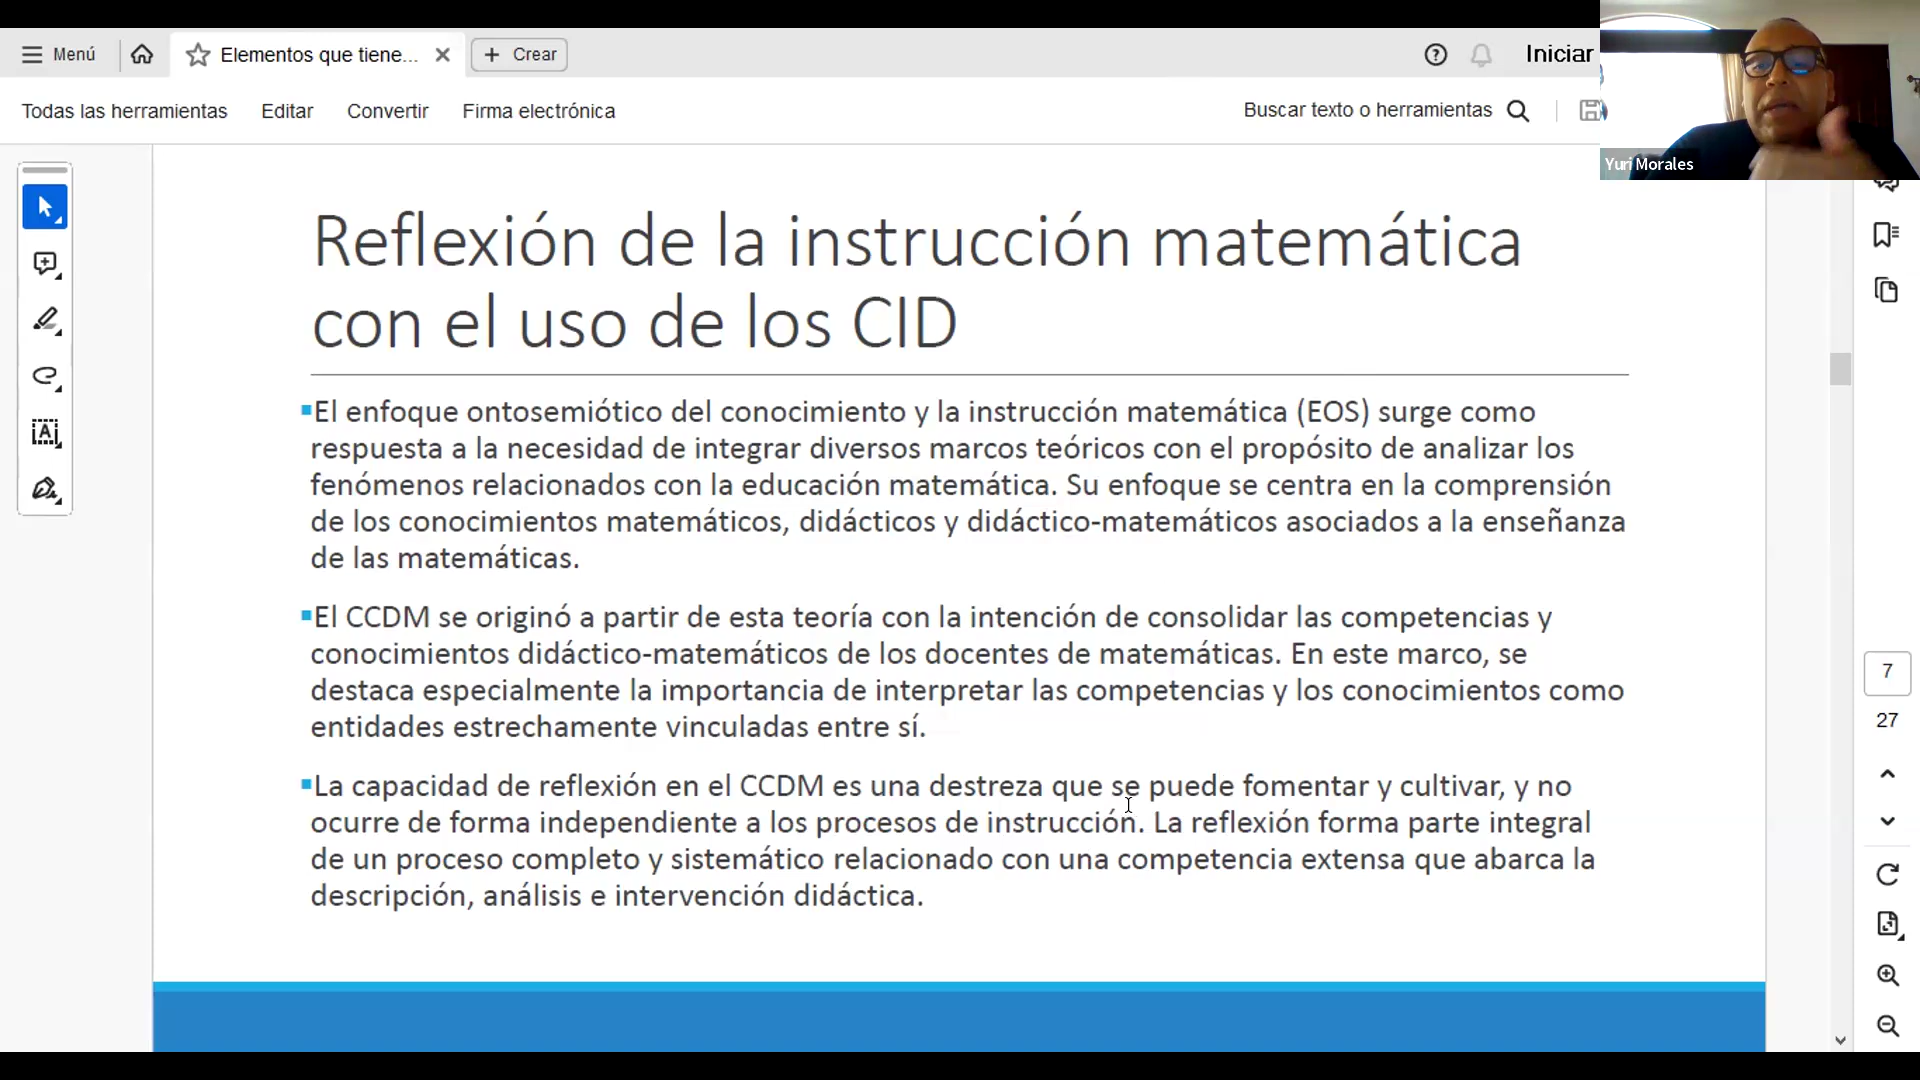 Menú
Elementos que tiene...
Crear
Iniciar
Todas las herramientas
Editar
Convertir
Firma electrónica
Buscar texto o herramientas
Yuri Morales
Reflexión de la instrucción matemática
con el uso de los CID
El enfoque ontosemiótico del conocimiento y la instrucción matemática (EOS) surge como
respuesta a la necesidad de integrar diversos marcos teóricos con el propósito de analizar los
fenómenos relacionados con la educación matemática. Su enfoque se centra en la comprensión
de los conocimientos matemáticos, didácticos y didáctico-matemáticos asociados a la enseñanza
de las matemáticas.
El CCDM se originó a partir de esta teoría con la intención de consolidar las competencias y
conocimientos didáctico-matemáticos de los docentes de matemáticas. En este marco, se
destaca especialmente la importancia de interpretar las competencias y los conocimientos como
entidades estrechamente vinculadas entre sí.
La capacidad de reflexión en el CCDM es una destreza que se puede fomentar y cultivar, y no
ocurre de forma independiente a los procesos de instrucción. La reflexión forma parte integral
de un proceso completo y sistemático relacionado con una competencia extensa que abarca la
descripción, análisis e intervención didáctica.
7
27